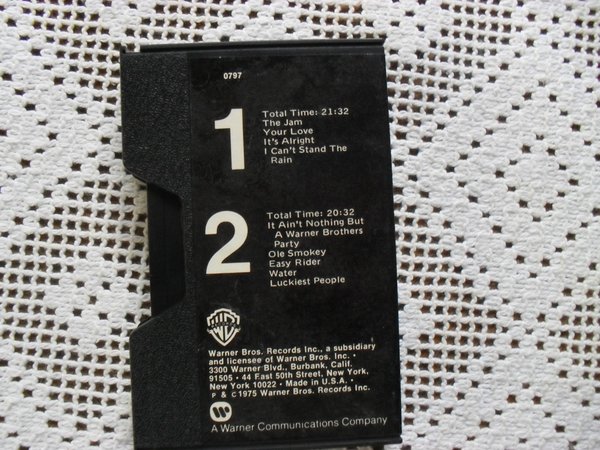 0797
1
Total Time: 21:32
The Jam
Your Love
It's Alright
I Can't Stand The
Rain
2
Total Time: 20:32
It Ain't Nothing But
A Warner Brothers
Party
Ole Smokey
Easy Rider
Water
Luckiest People
Warner Bros. Records Inc., a subsidiary
and licensee of Warner Bros. Inc. •
3300 Warner Blvd., Burbank, Calif.
91505 • 44 East 50th Street, New York,
New York 10022 • Made in U.S.A. •
P & C 1975 Warner Bros. Records Inc.
A Warner Communications Company